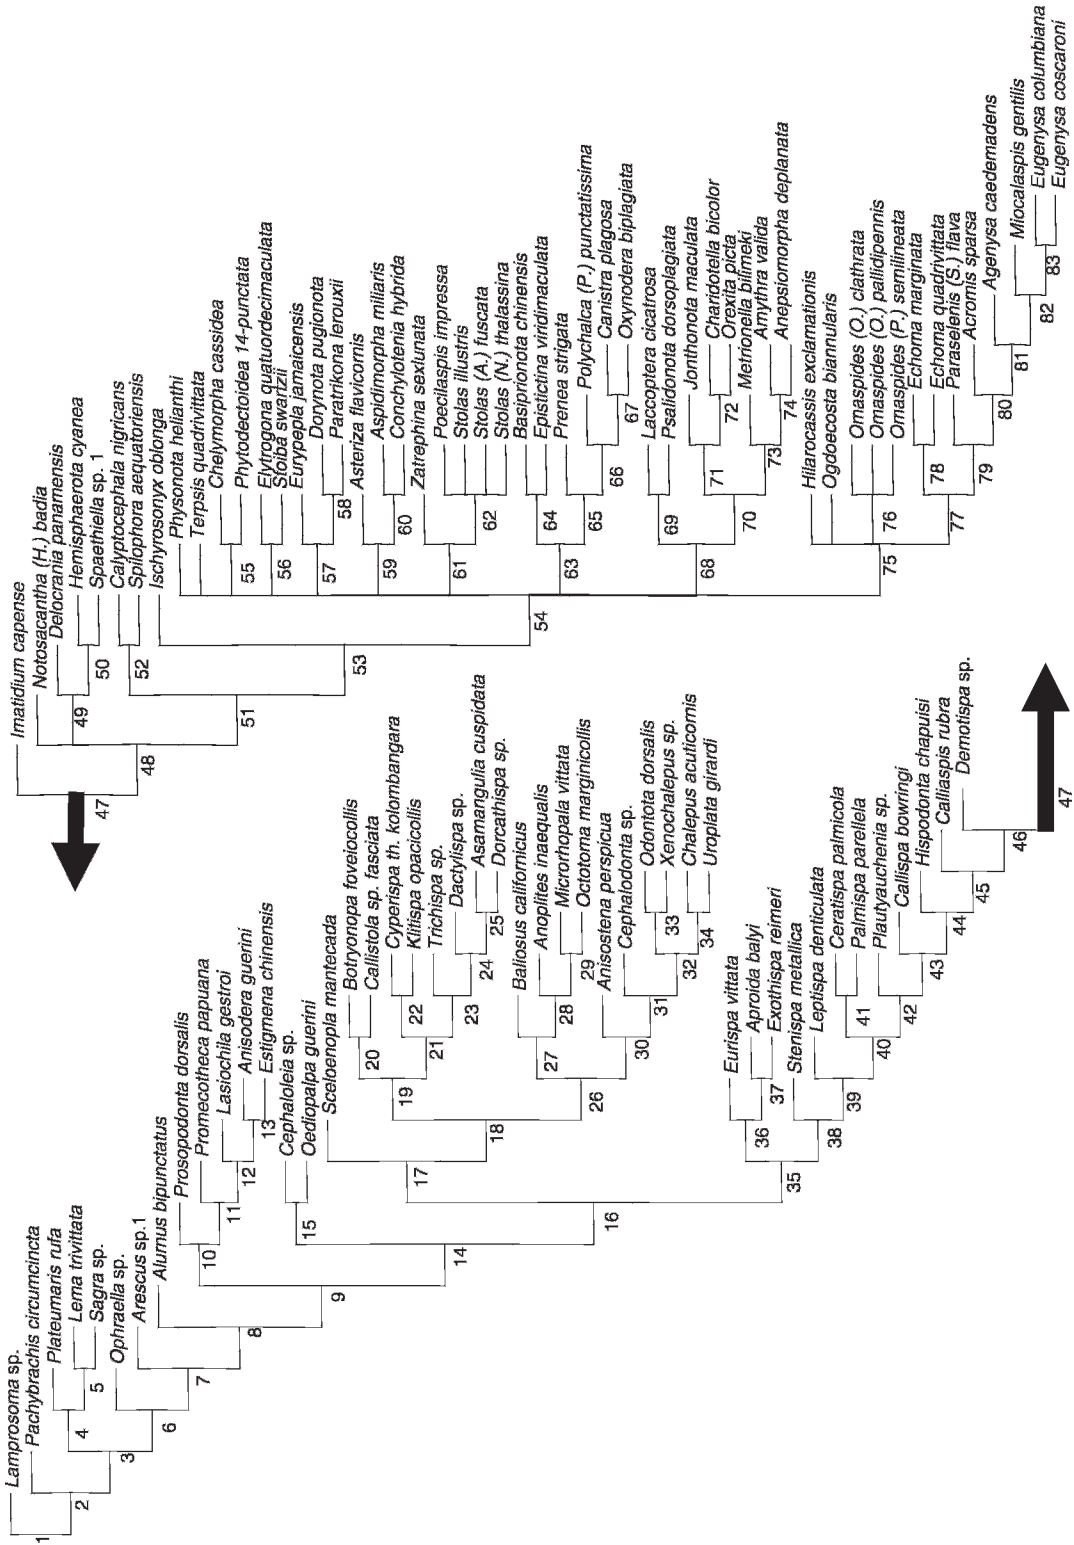 Lamprosoma sp.
Pachybrachis circumcincta
Plateumaris rufa
Lema trivittata
Sagra sp.
Ophraella sp.
Arescus sp.1
Alurnus bipunctatus
Prosopodonta dorsalis
Promecotheca papuana
Lasiochila gestroi
Anisodera guerini
Estigmena chinensis
Cephaloleia sp.
Oediopalpa guerini
Sceloenopla mantecada
Botryonopa foveicollis
Callistola sp. fasciata
Cyperispa th. kolombangara
Klitispa opacicollis
Trichispa sp.
Dactylispa sp.
Asamangulia cuspidata
Dorcathispa sp.
Baliosus californicus
Anoplites inaequalis
Microrhopala vittata
Octotoma marginicollis
Anisostena perspicua
Cephalodonta sp.
Odontota dorsalis
Xenochalepus sp.
Chalepus acuticornis
Uroplata girardi
Eurispa vittata
Aproida balyi
Exothispa reimeri
Stenispa metallica
Leptispa denticulata
Ceratispa palmicola
Palmispa parellela
Plautyauchenia sp.
Callispa bowringi
Hispodonta chapuisi
Calliaspis rubra
Demotispa sp.
1
2
3
4
5
6
7
8
9
10
11
12
13
14
15
16
17
18
19
20
21
22
23
24
25
26
27
28
29
30
31
32
33
34
35
36
37
38
39
40
41
42
43
44
45
46
47
Imatidium capense
Notosacantha (H.) badia
Delocrania panamensis
Hemisphaerota cyanea
Spaethiella sp. 1
Calyptocephala nigricans
Spilophora aequatoriensis
Ischyrosonyx oblonga
Physonota helianthi
Terpsis quadrivittata
Chelymorpha cassidea
Phytodectoidea 14-punctata
Elytrogona quatuordecimaculata
Stoiba swartzii
Eurypepla jamaicensis
Dorynota pugionota
Paratrikona lerouxii
Asteriza flavicornis
Aspidimorpha miliaris
Conchylotenia hybrida
Zatrephina sexlunata
Poecilaspis impressa
Stolas illustris
Stolas (A.) fuscata
Stolas (N.) thalassina
Basiprionota chinensis
Epistictina viridimaculata
Prenea strigata
Polychalca (P.) punctatissima
Canistra plagosa
Oxynodera biplagiata
Laccoptera cicatrosa
Psalidonota dorsoplagiata
Jonthonota maculata
Charidotella bicolor
Orexita picta
Metrionella bilimeki
Amythra valida
Anepsiomorpha deplanata
Hilarocassis exclamationis
Ogdoecosta biannularis
Omaspides (O.) clathrata
Omaspides (O.) pallidipennis
Omaspides (P.) semilineata
Echoma marginata
Echoma quadrivittata
Paraselenis (S.) flava
Acromis sparsa
Agenysa caedemadens
Miocalaspis gentilis
Eugenysa columbiana
Eugenysa coscaroni
47
48
49
50
51
52
53
54
55
56
57
58
59
60
61
62
63
64
65
66
67
68
69
70
71
72
73
74
75
76
77
78
79
80
81
82
83